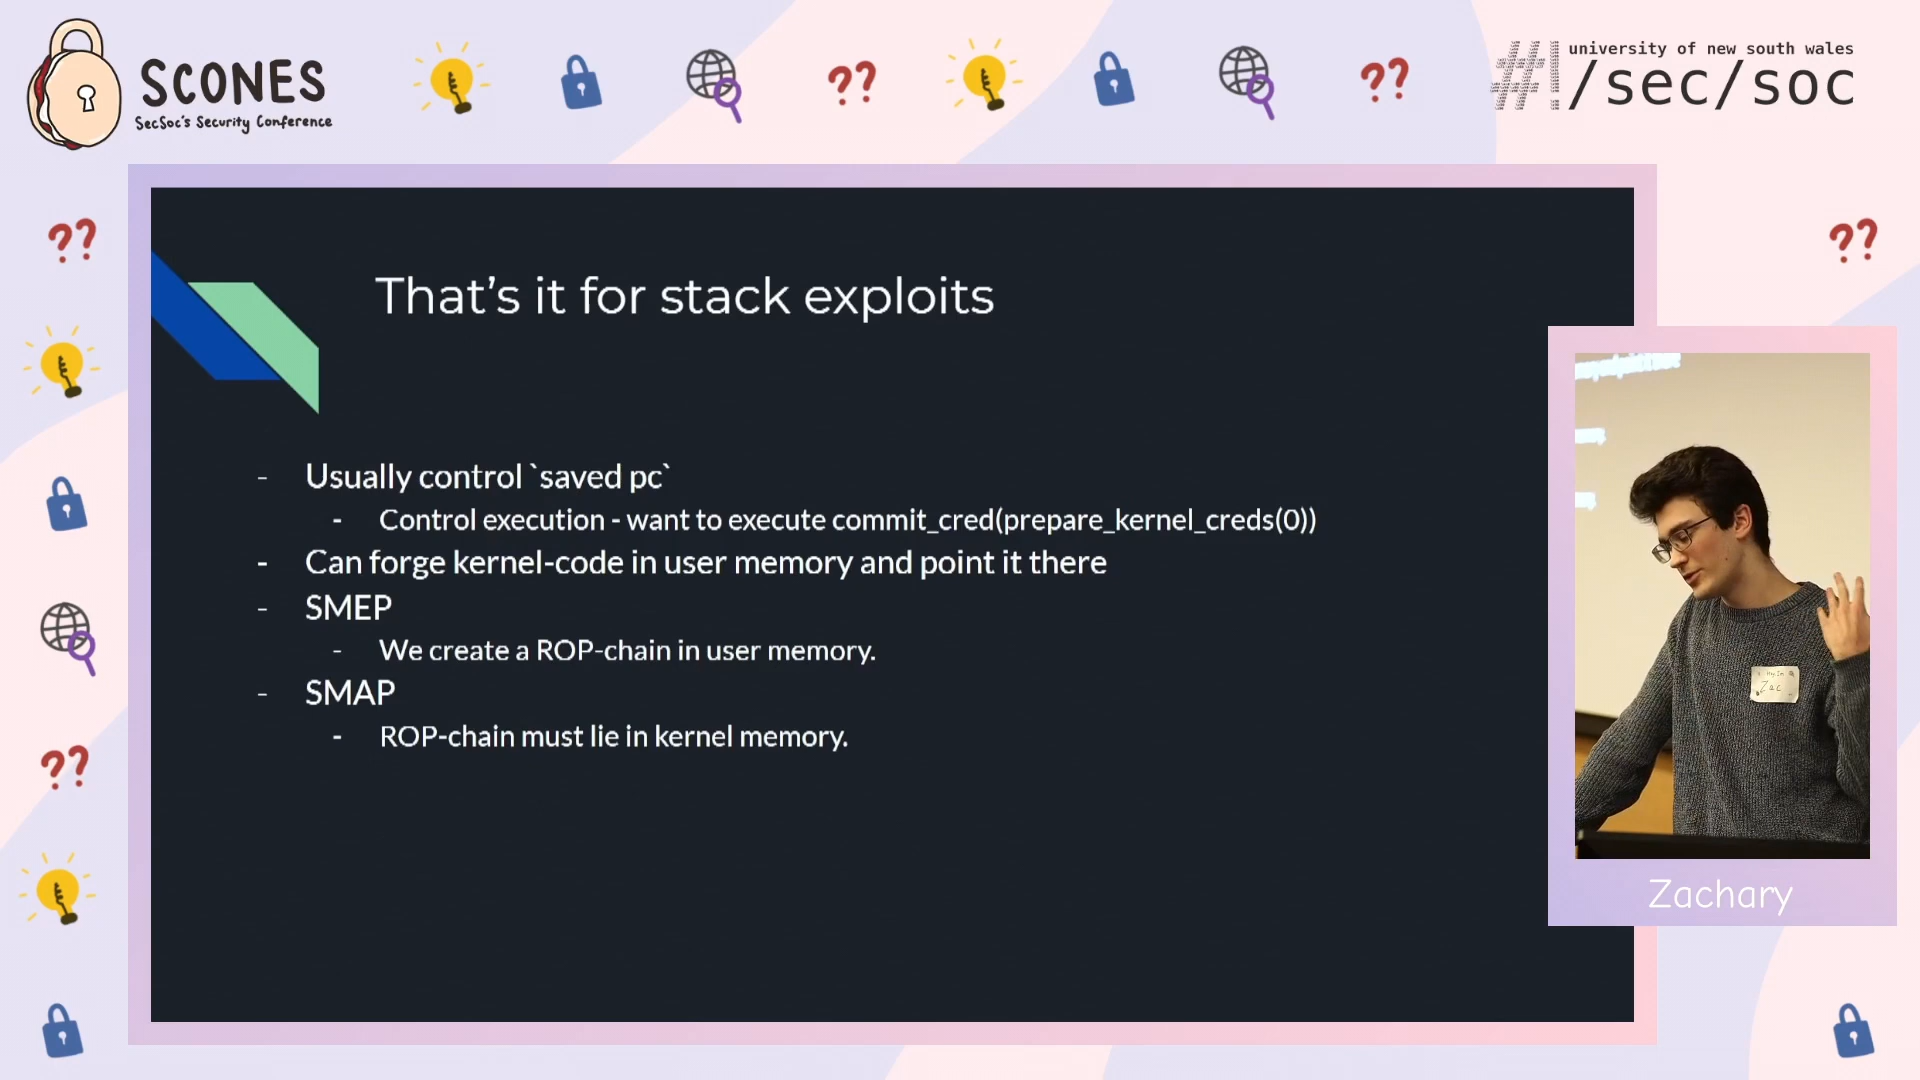 SCONES
SecSoc's Security Conference
university of new south wales
/sec/soc
That's it for stack exploits
- Usually control `saved pc`
- Control execution - want to execute commit_cred(prepare_kernel_creds(0))
- Can forge kernel-code in user memory and point it there
- SMEP
- We create a ROP-chain in user memory.
- SMAP
- ROP-chain must lie in kernel memory.
Zac
Zachary